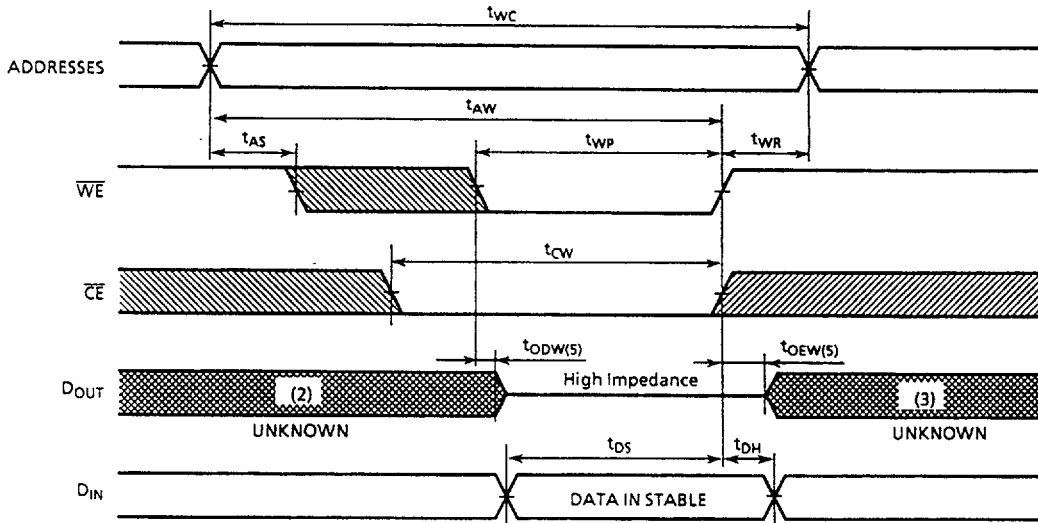 tWC
ADDRESSES
tAW
tAS
tWP
tWR
WE
tCW
CE
tODW(5)
tOEW(5)
DOUT
(2)
High Impedance
(3)
UNKNOWN
UNKNOWN
tDS
tDH
DIN
DATA IN STABLE